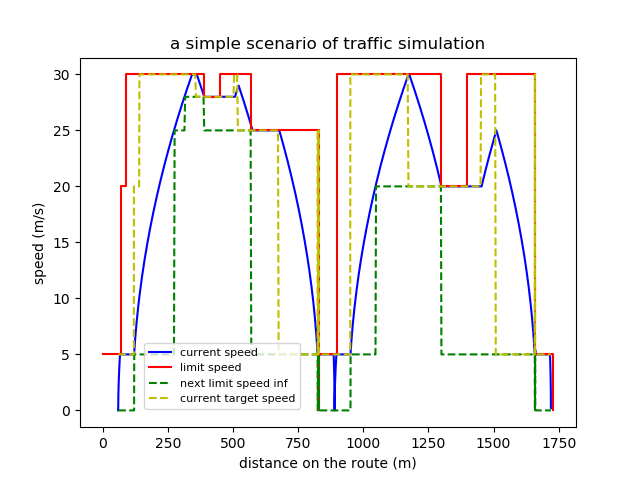 a simple scenario of traffic simulation
speed (m/s)
30
25
20
15
10
5
0
current speed
limit speed
next limit speed inf
current target speed
0
250
500
750
1000
1250
1500
1750
distance on the route (m)